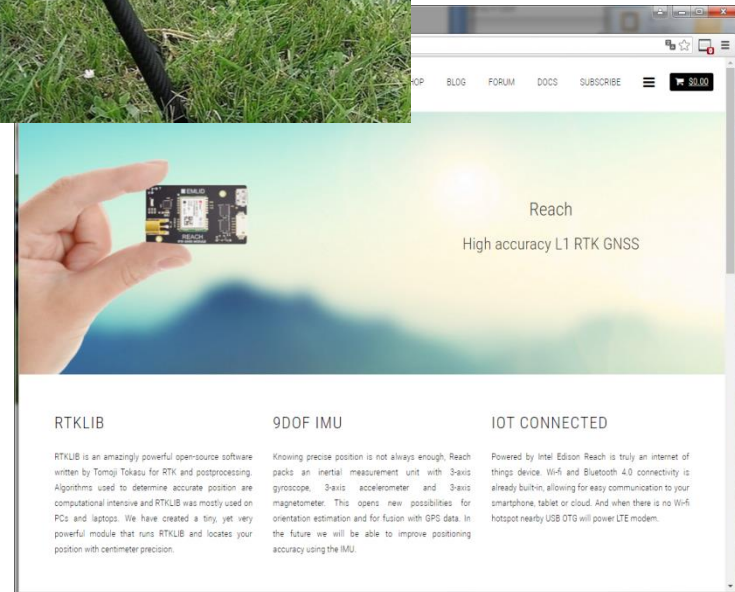 HOP BLOG FORUM DOCS SUBSCRIBE $0.00
EMLID
REACH
Reach
High accuracy L1 RTK GNSS
RTKLIB
RTKLIB is an amazingly powerful open-source software
written by Tomoji Tokasu for RTK and postprocessing.
Algorithms used to determine accurate position are
computational intensive and RTKLIB was mostly used on
PCs and laptops. We have created a tiny, yet very
powerful module that runs RTKLIB and locates your
position with centimeter precision.
9DOF IMU
Knowing precise position is not always enough, Reach
packs an inertial measurement unit with 3-axis
gyroscope, 3-axis accelerometer and 3-axis
magnetometer. This opens new possibilities for
orientation estimation and for fusion with GPS data. In
the future we will be able to improve positioning
accuracy using the IMU.
IOT CONNECTED
Powered by Intel Edison Reach is truly an internet of
things device. Wi-fi and Bluetooth 4.0 connectivity is
already built-in, allowing for easy communication to your
smartphone, tablet or cloud. And when there is no Wi-fi
hotspot nearby USB OTG will power LTE modem.